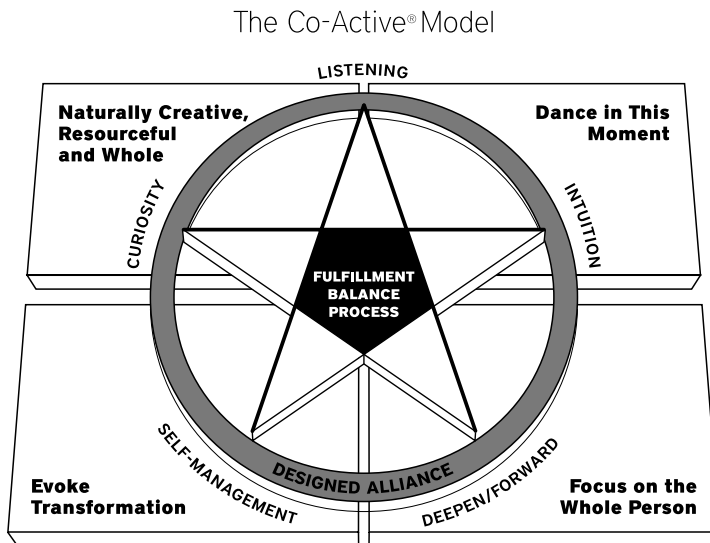 The Co-Active® Model
LISTENING
Naturally Creative,
Resourceful
and Whole
Dance in This
Moment
CURIOSITY
INTUITION
FULFILLMENT
BALANCE
PROCESS
SELF-MANAGEMENT
DESIGNED ALLIANCE
DEEPEN/FORWARD
Evoke
Transformation
Focus on the
Whole Person